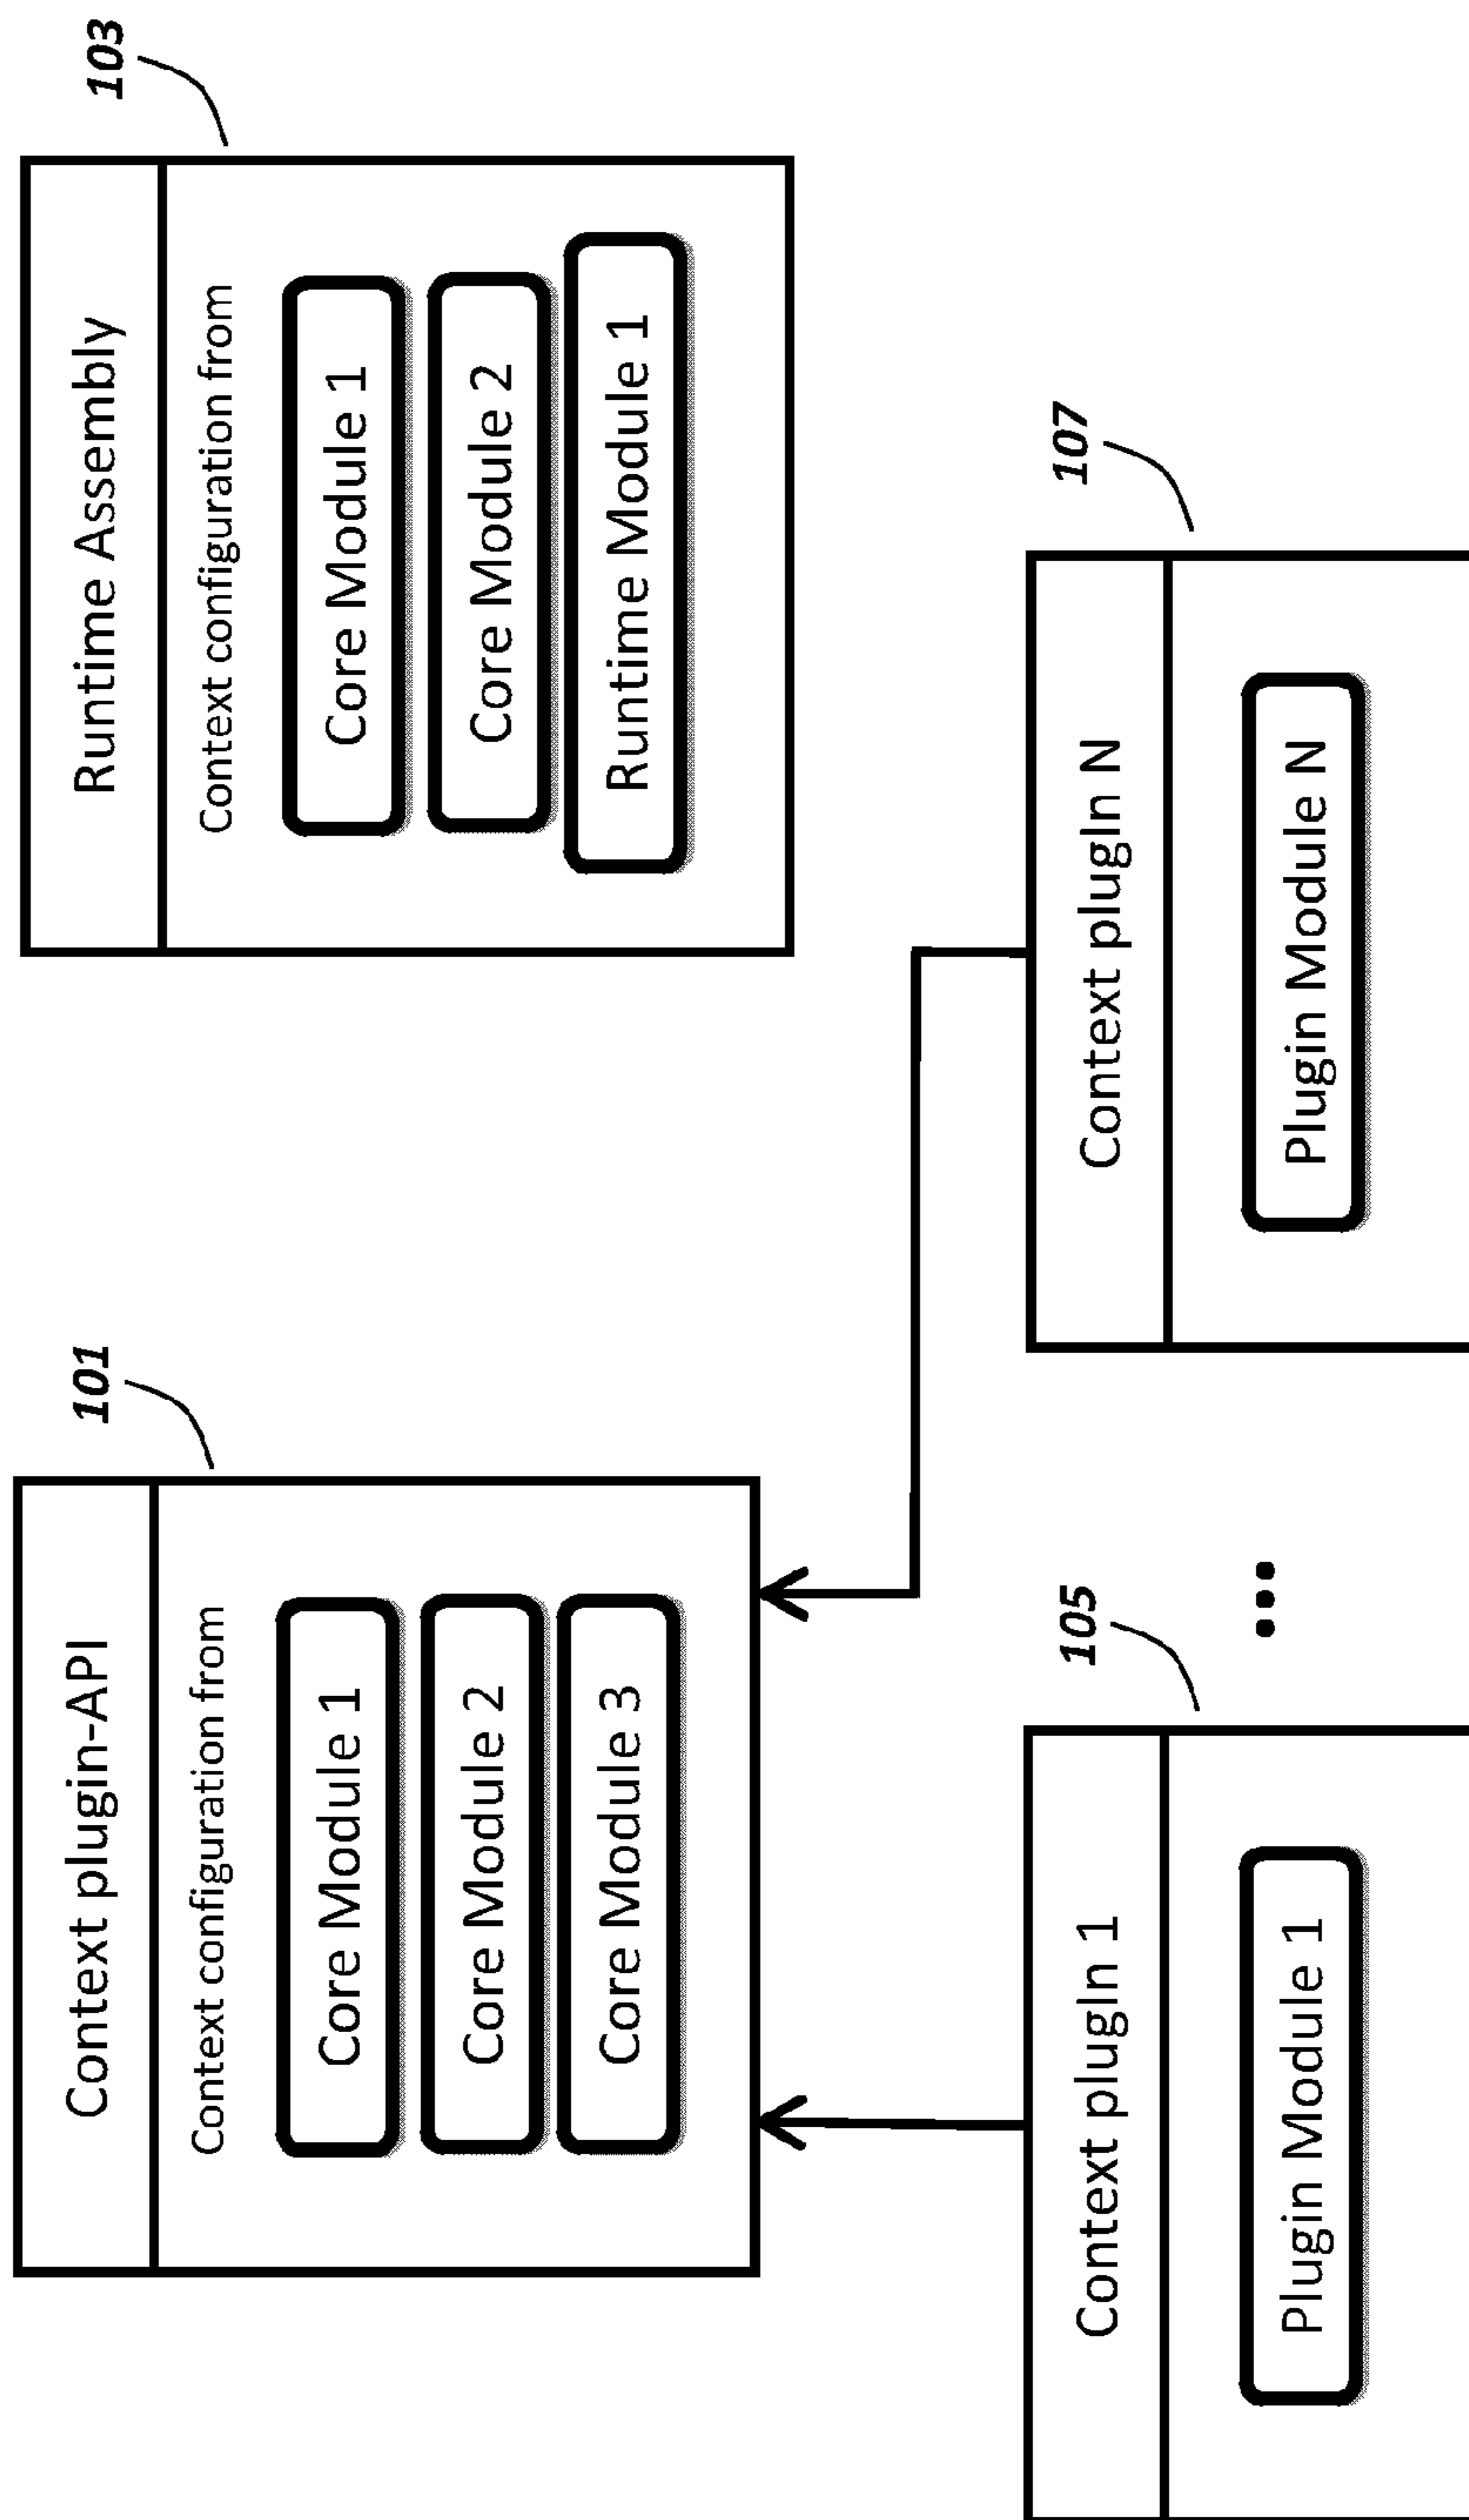 Context plugin-API
101
Context configuration from
Core Module 1
Core Module 2
Core Module 3
Runtime Assembly
103
Context configuration from
Core Module 1
Core Module 2
Runtime Module 1
Context plugIn 1
105
Plugin Module 1
...
Context plugIn N
107
Plugin Module N